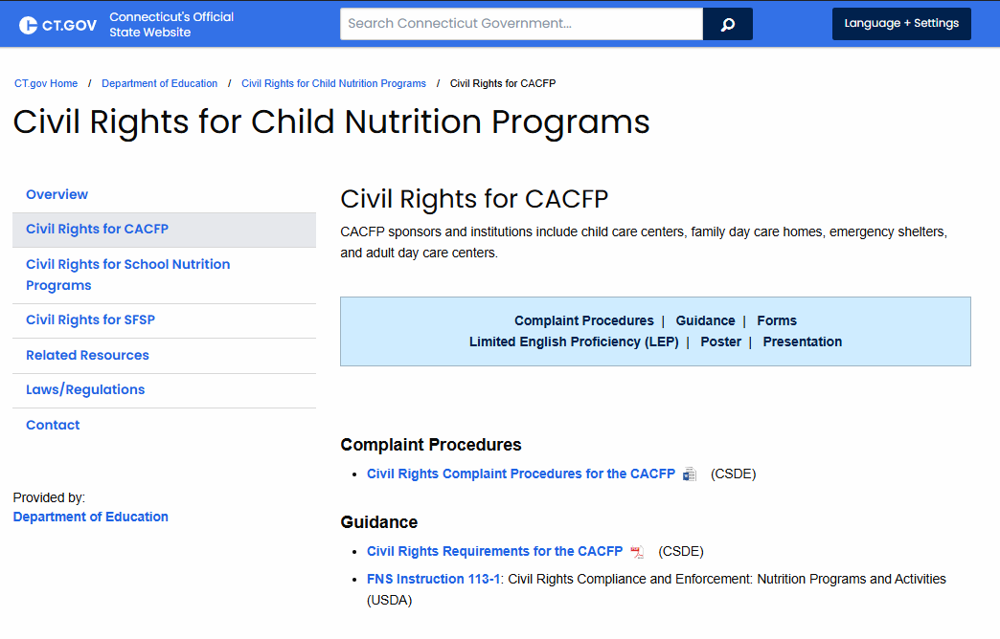 CT.GOV
Connecticut's Official
State Website
Search Connecticut Government...
Language + Settings
CT.gov Home / Department of Education / Civil Rights for Child Nutrition Programs / Civil Rights for CACFP
Civil Rights for Child Nutrition Programs
Overview
Civil Rights for CACFP
Civil Rights for School Nutrition
Programs
Civil Rights for SFSP
Related Resources
Laws/Regulations
Contact
Provided by:
Department of Education
Civil Rights for CACFP
CACFP sponsors and institutions include child care centers, family day care homes, emergency shelters,
and adult day care centers.
Complaint Procedures | Guidance | Forms
Limited English Proficiency (LEP) | Poster | Presentation
Complaint Procedures
• Civil Rights Complaint Procedures for the CACFP (CSDE)
Guidance
• Civil Rights Requirements for the CACFP (CSDE)
• FNS Instruction 113-1: Civil Rights Compliance and Enforcement: Nutrition Programs and Activities
(USDA)